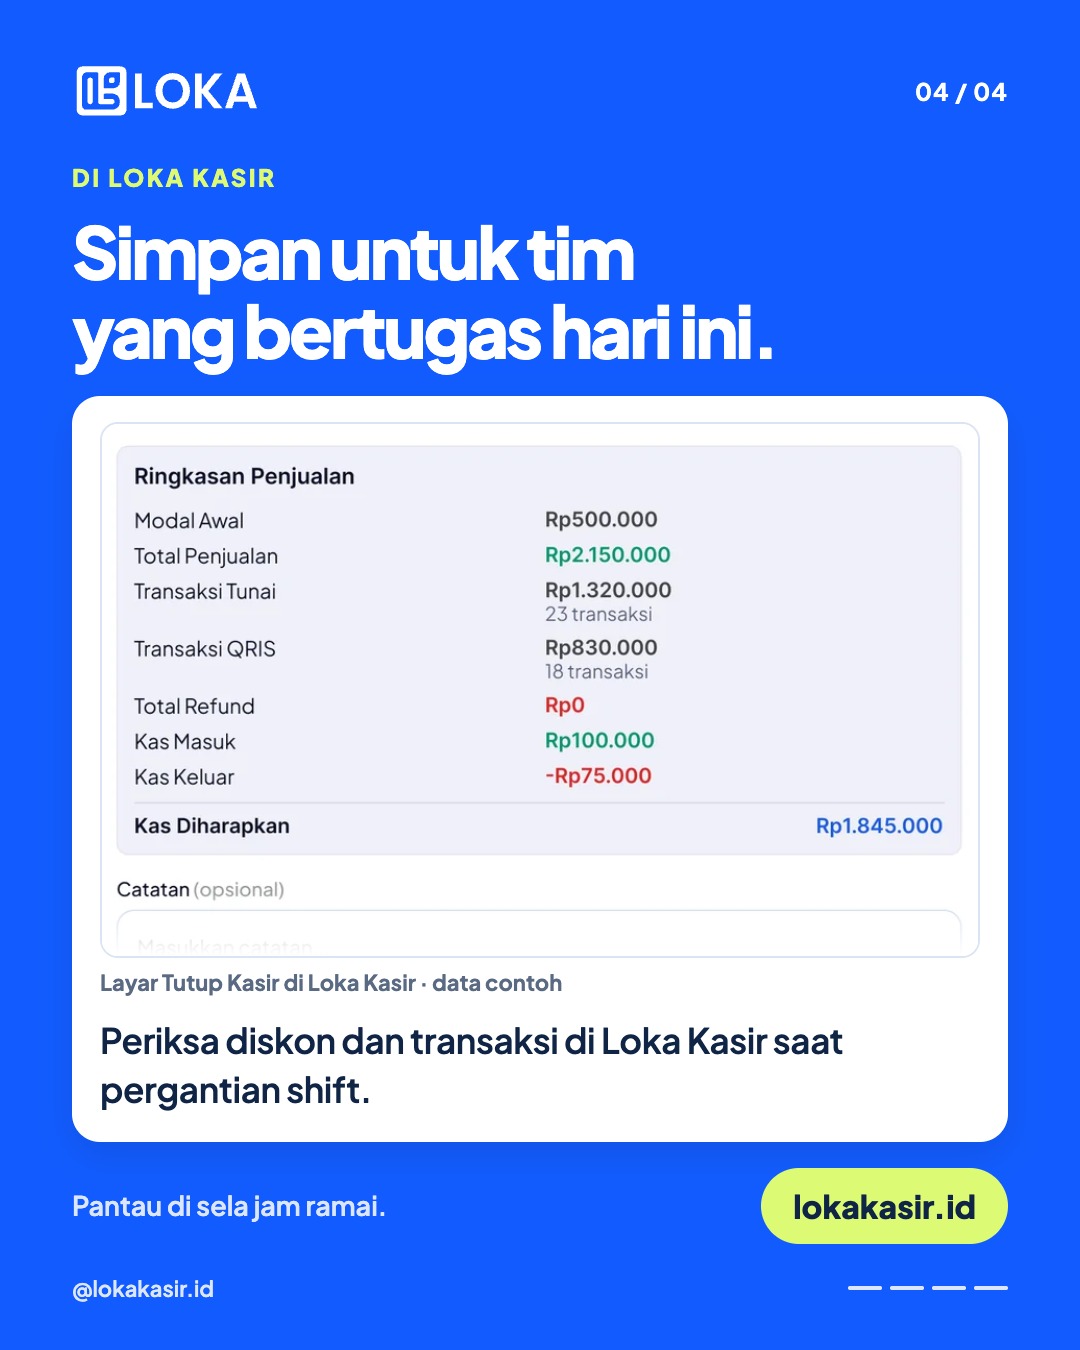 LOKA
04 / 04
DI LOKA KASIR
Simpan untuk tim
yang bertugas hari ini.
Ringkasan Penjualan
Modal Awal Rp500.000
Total Penjualan Rp2.150.000
Transaksi Tunai Rp1.320.000
23 transaksi
Transaksi QRIS Rp830.000
18 transaksi
Total Refund Rp0
Kas Masuk Rp100.000
Kas Keluar -Rp75.000
Kas Diharapkan Rp1.845.000
Catatan (opsional)
Masukkan catatan
Layar Tutup Kasir di Loka Kasir · data contoh
Periksa diskon dan transaksi di Loka Kasir saat
pergantian shift.
Pantau di sela jam ramai.
lokakasir.id
@lokakasir.id